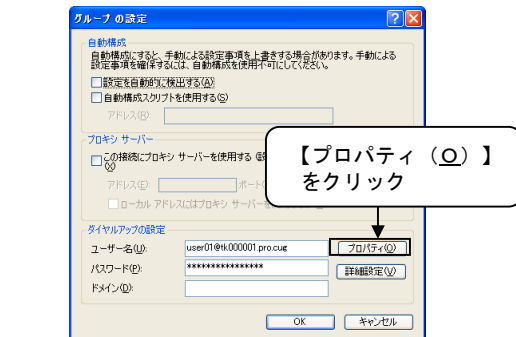 グループ の設定
自動構成
自動構成にすると、手動による設定事項を上書きする場合があります。手動による
設定事項を確保するには、自動構成を使用不可にしてください。
設定を自動的に検出する(A)
自動構成スクリプトを使用する(S)
アドレス(R):
プロキシ サーバー
この接続にプロキシ サーバーを使用する
(X)
アドレス(E):
ポート
ローカル アドレスにはプロキシ サーバーを
【プロパティ（O）】
をクリック
ダイヤルアップの設定
ユーザー名(U):
user01@tk000001.pro.cug
プロパティ(O)
パスワード(P):
****************
詳細設定(V)
ドメイン(D):
OK
キャンセル